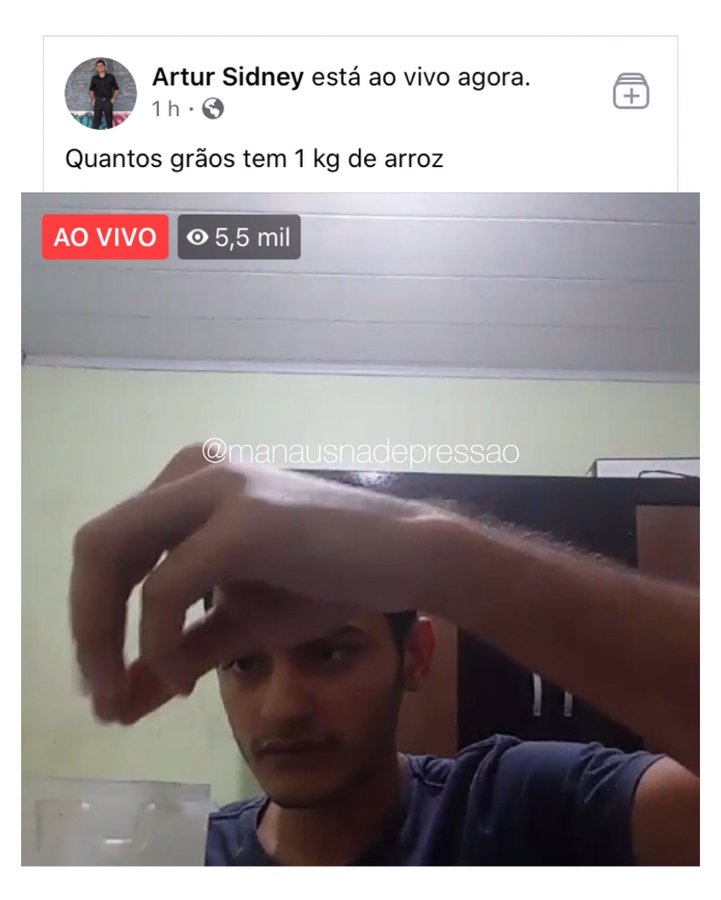 Artur Sidney está ao vivo agora.
1 h ·
Quantos grãos tem 1 kg de arroz
AO VIVO 5,5 mil
@manausnadepressao